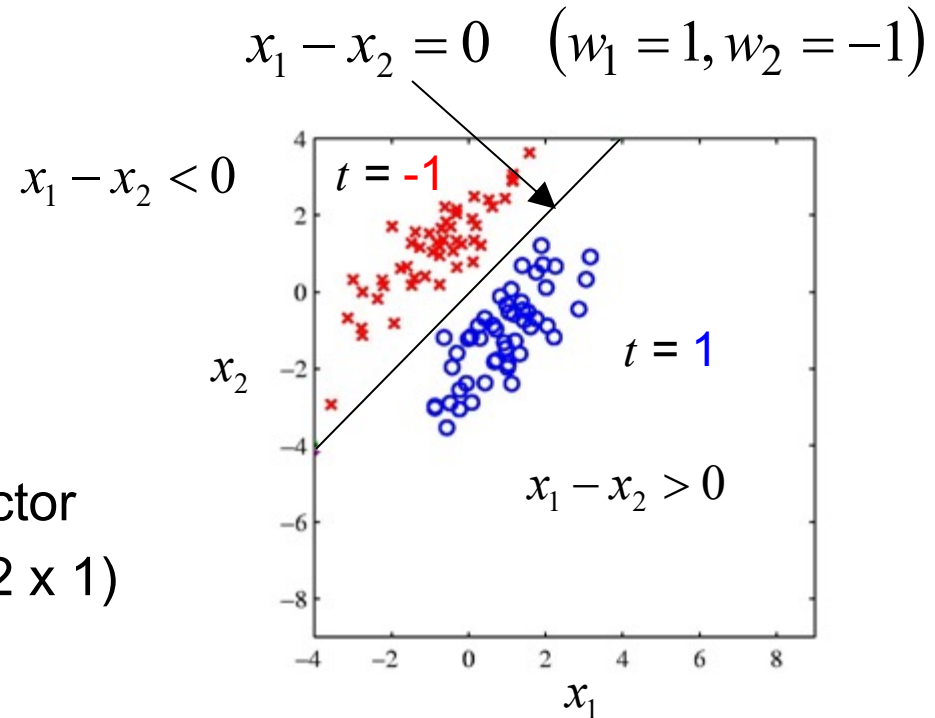 x₁ − x₂ = 0 (w₁ = 1, w₂ = −1)
x₁ − x₂ < 0
t = -1
t = 1
x₁ − x₂ > 0
x₂
ctor
2 x 1)
4
2
0
−2
−4
−6
−8
−4 −2 0 2 4 6 8
x₁